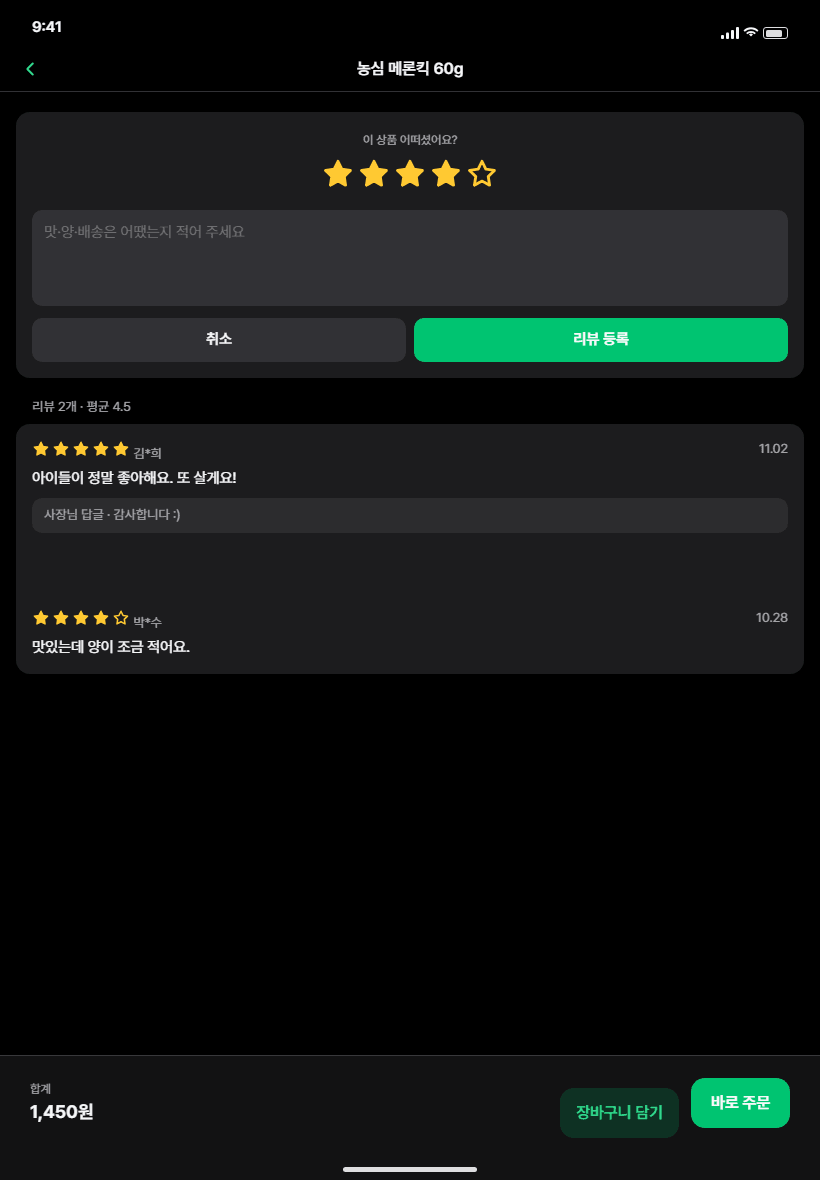 9:41
농심 메론킥 60g
이 상품 어떠셨어요?
맛·양·배송은 어땠는지 적어 주세요
취소
리뷰 등록
리뷰 2개 · 평균 4.5
김*희
11.02
아이들이 정말 좋아해요. 또 살게요!
사장님 답글 · 감사합니다 :)
박*수
10.28
맛있는데 양이 조금 적어요.
합계
1,450원
장바구니 담기
바로 주문